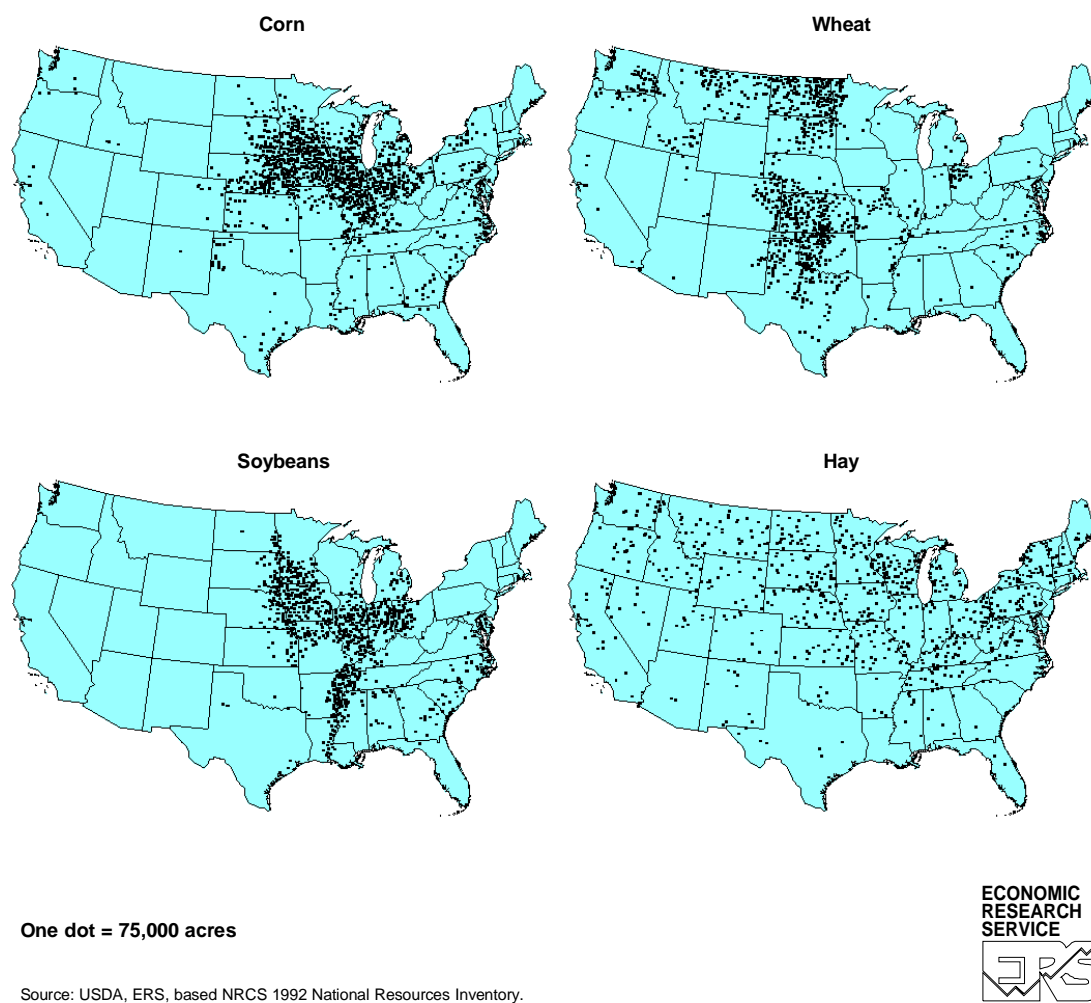 Corn
Wheat
Soybeans
Hay
One dot = 75,000 acres
ECONOMIC
RESEARCH
SERVICE
ERS
Source: USDA, ERS, based NRCS 1992 National Resources Inventory.